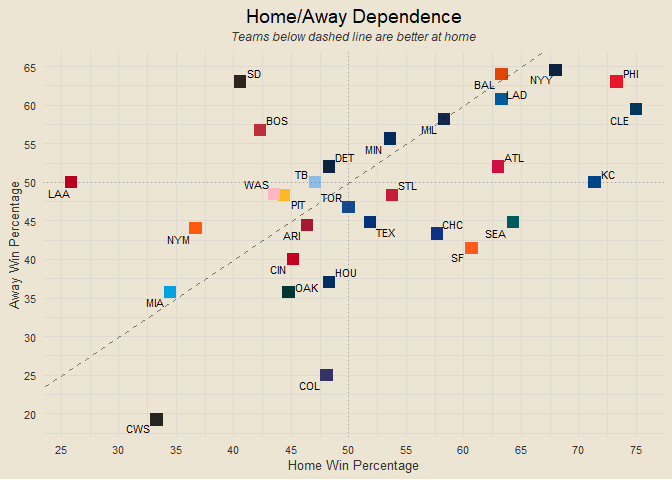 Home/Away Dependence
Teams below dashed line are better at home
Away Win Percentage
65
60
55
50
45
40
35
30
25
20
SD
BAL
NYY
PHI
LAD
CLE
BOS
MIL
MIN
DET
ATL
LAA
WAS
TB
KC
PIT
TOR
STL
NYM
ARI
TEX
CHC
SEA
SF
CIN
MIA
OAK
HOU
COL
CWS
25
30
35
40
45
50
55
60
65
70
75
Home Win Percentage